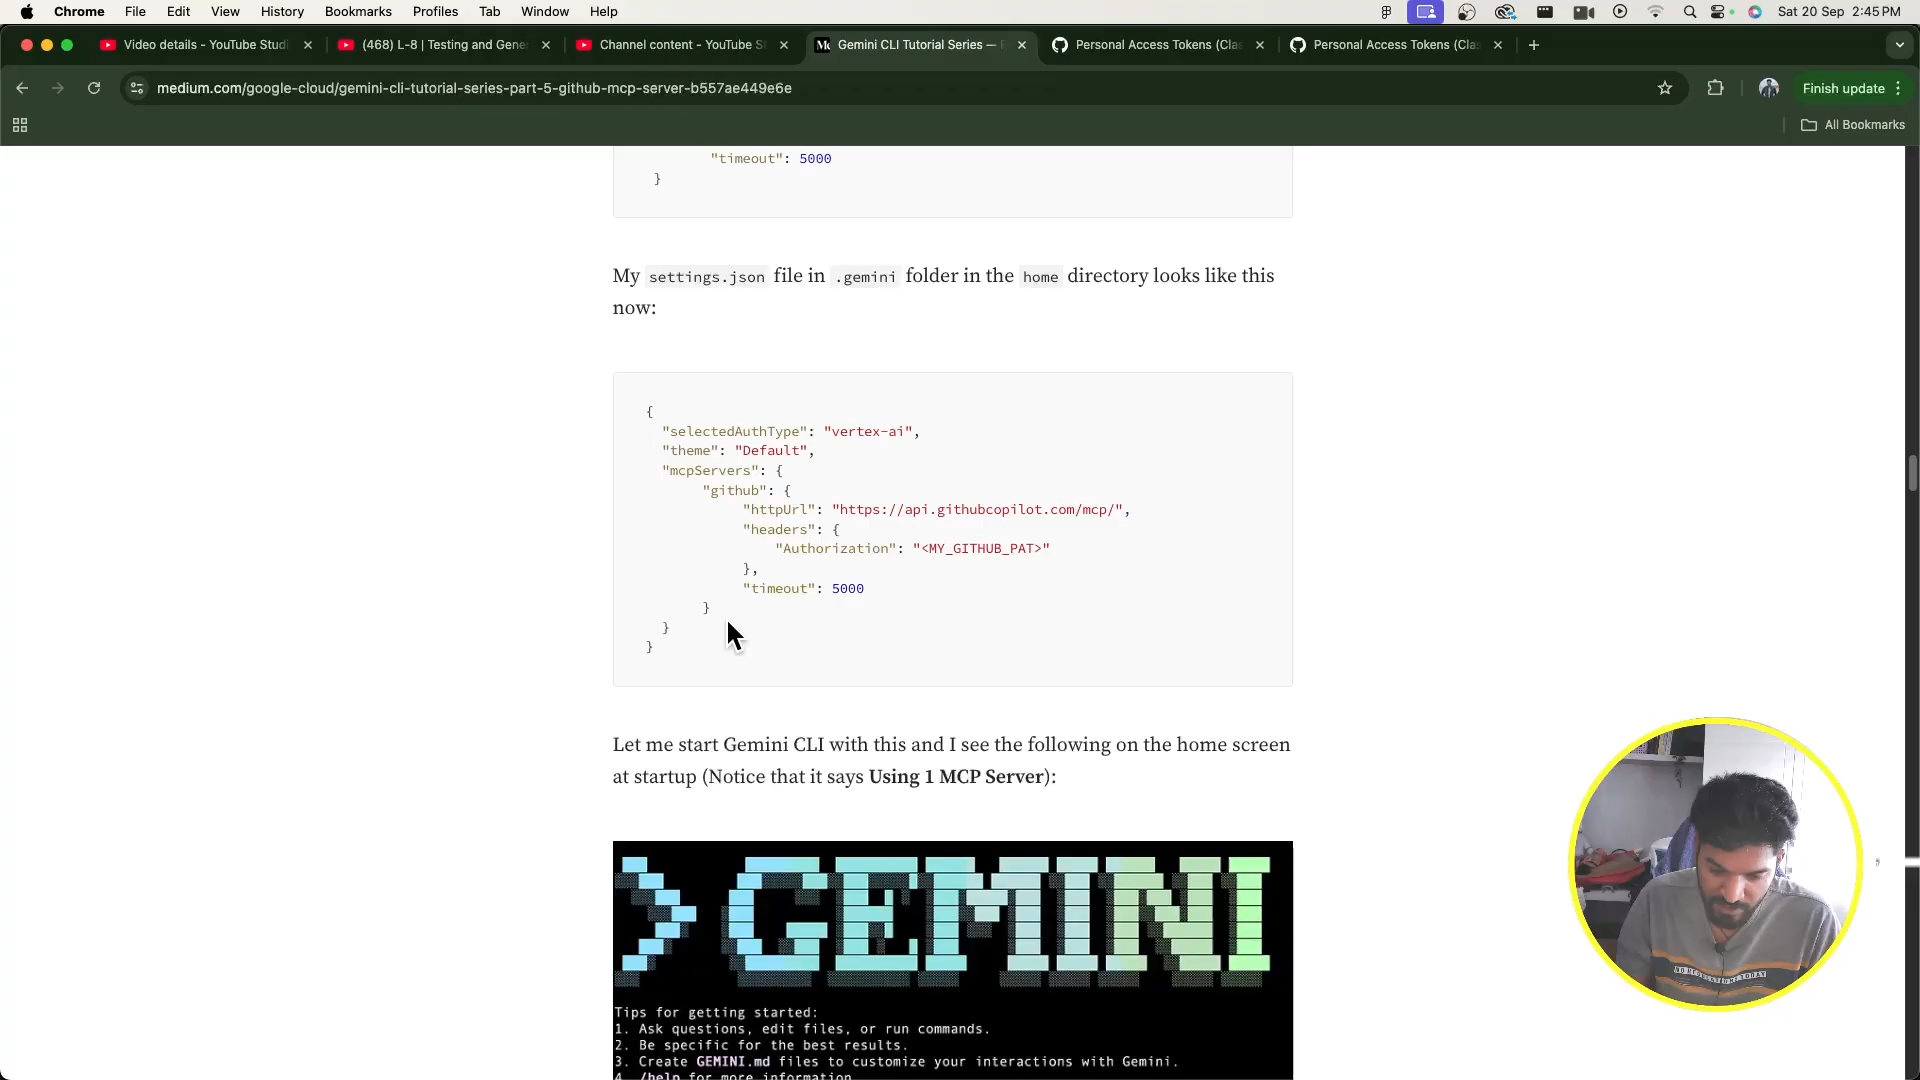 Chrome File Edit View History Bookmarks Profiles Tab Window Help Sat 20 Sep 2:45 PM
Video details - YouTube Studi (468) L-8 | Testing and Gene Channel content - YouTube S Gemini CLI Tutorial Series — Personal Access Tokens (Clas Personal Access Tokens (Clas
medium.com/google-cloud/gemini-cli-tutorial-series-part-5-github-mcp-server-b557ae449e6e Finish update
All Bookmarks
"timeout": 5000
}
My settings.json file in .gemini folder in the home directory looks like this
now:
{
"selectedAuthType": "vertex-ai",
"theme": "Default",
"mcpServers": {
"github": {
"httpUrl": "https://api.githubcopilot.com/mcp/",
"headers": {
"Authorization": "<MY_GITHUB_PAT>"
},
"timeout": 5000
}
}
}
Let me start Gemini CLI with this and I see the following on the home screen
at startup (Notice that it says Using 1 MCP Server):
> GEMINI
Tips for getting started:
1. Ask questions, edit files, or run commands.
2. Be specific for the best results.
3. Create GEMINI.md files to customize your interactions with Gemini.
4. /help for more information